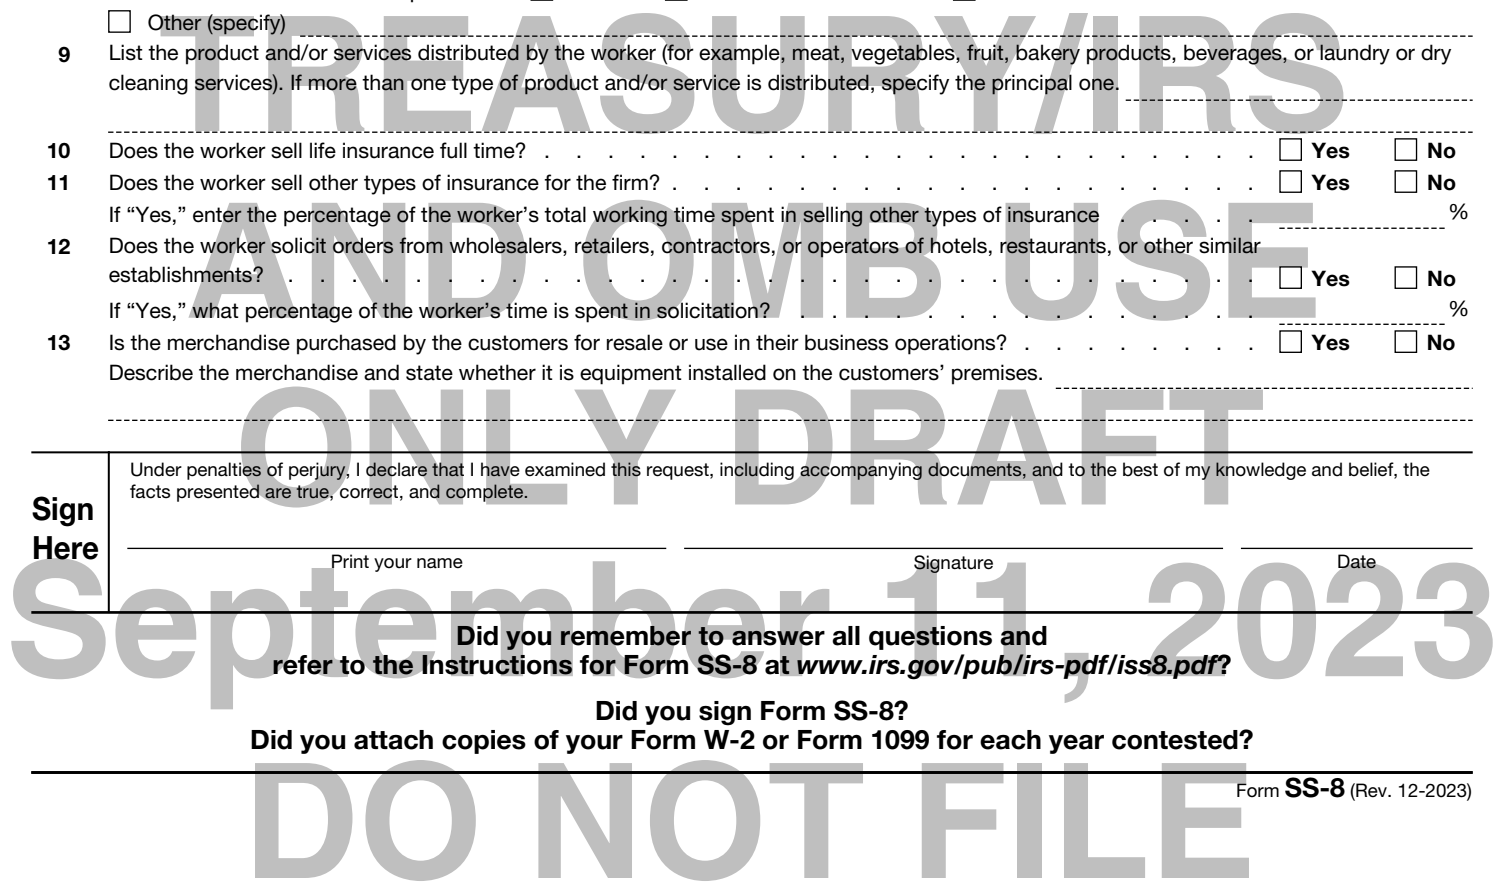 Other (specify)
TREASURY/IRS
9 List the product and/or services distributed by the worker (for example, meat, vegetables, fruit, bakery products, beverages, or laundry or dry
cleaning services). If more than one type of product and/or service is distributed, specify the principal one.
10 Does the worker sell life insurance full time? . . . . . . . . . . . . . . . . . . . . . . . Yes No
11 Does the worker sell other types of insurance for the firm? . . . . . . . . . . . . . . . . . . . Yes No
AND OMB USE
If “Yes,” enter the percentage of the worker’s total working time spent in selling other types of insurance . . . . . %
12 Does the worker solicit orders from wholesalers, retailers, contractors, or operators of hotels, restaurants, or other similar
establishments? . . . . . . . . . . . . . . . . . . . . . . . . . . . . . . . Yes No
If “Yes,” what percentage of the worker’s time is spent in solicitation? . . . . . . . . . . . . . . . %
13 Is the merchandise purchased by the customers for resale or use in their business operations? . . . . . . . . Yes No
Describe the merchandise and state whether it is equipment installed on the customers’ premises.
ONLY DRAFT
Sign
Here
Under penalties of perjury, I declare that I have examined this request, including accompanying documents, and to the best of my knowledge and belief, the
facts presented are true, correct, and complete.
Print your name Signature Date
September 11, 2023
Did you remember to answer all questions and
refer to the Instructions for Form SS-8 at www.irs.gov/pub/irs-pdf/iss8.pdf?
Did you sign Form SS-8?
Did you attach copies of your Form W-2 or Form 1099 for each year contested?
DO NOT FILE
Form SS-8 (Rev. 12-2023)